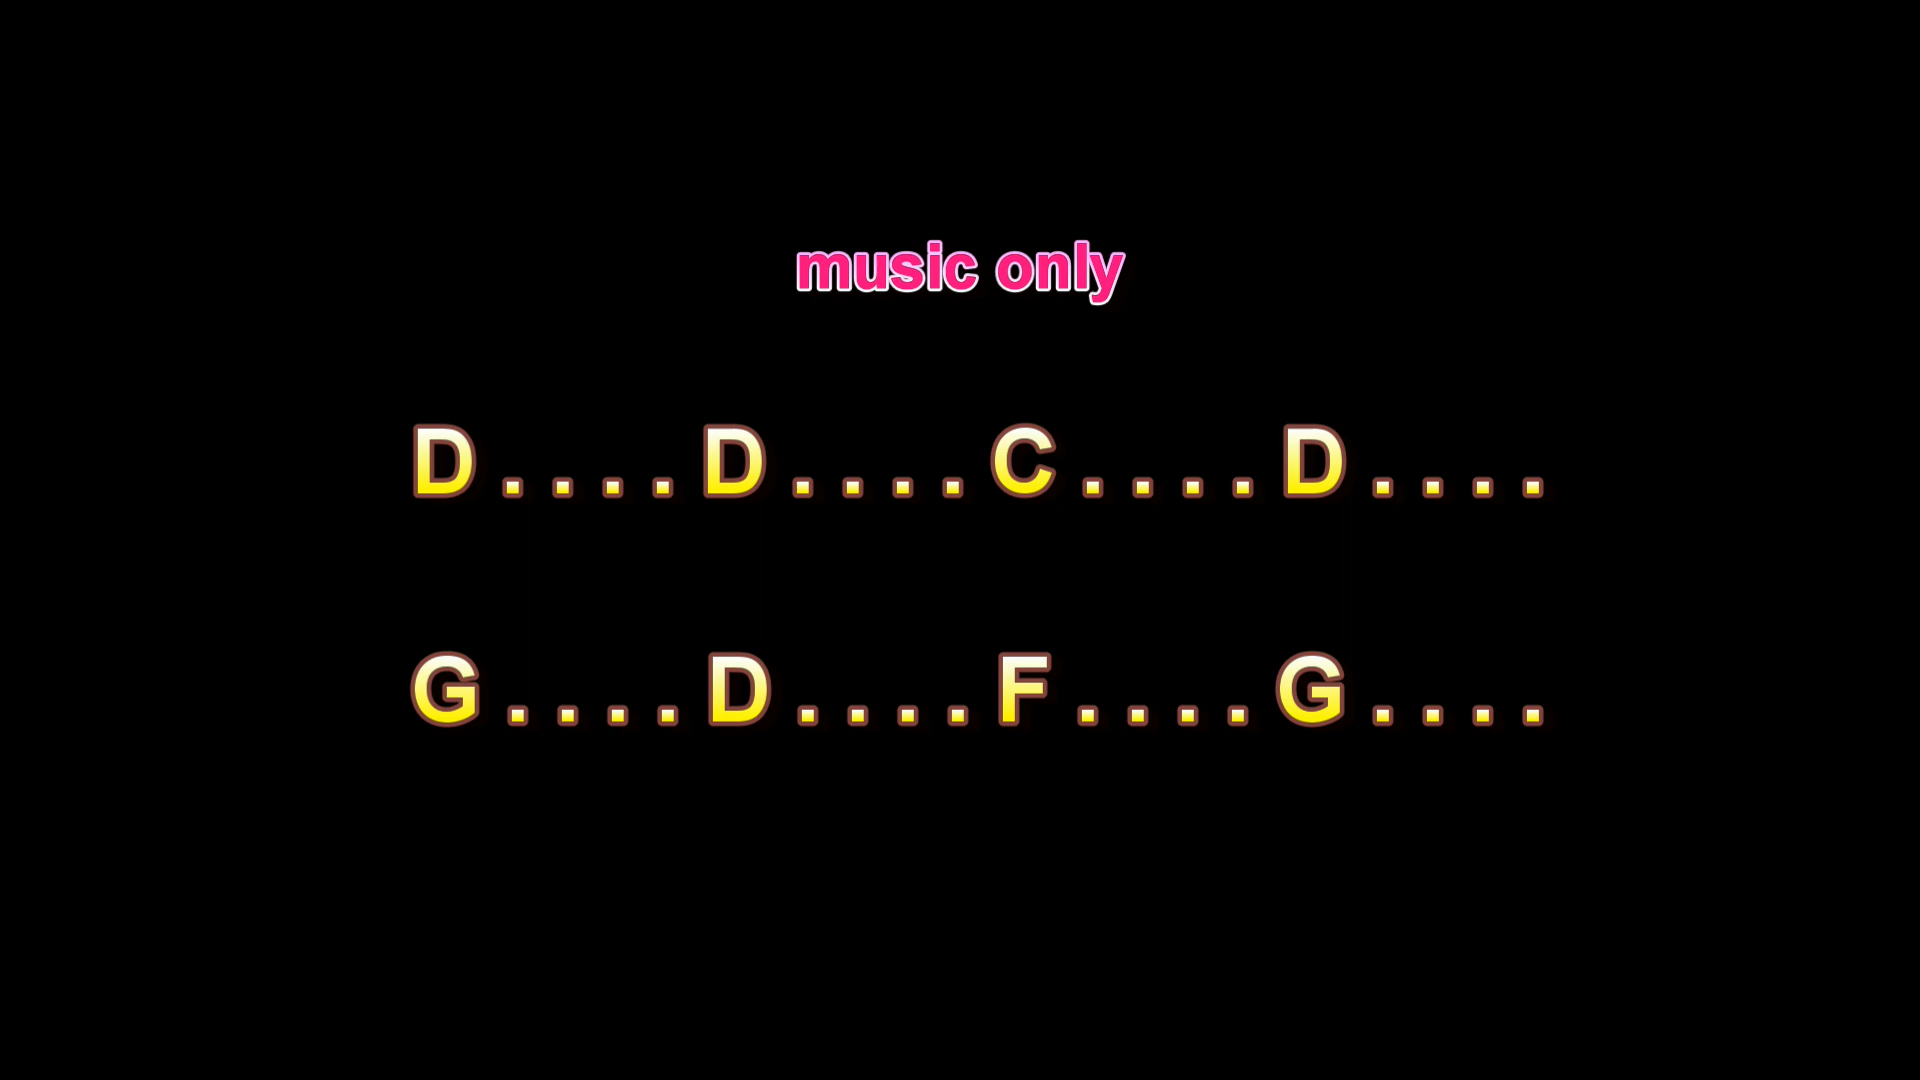 music only
D . . . . D . . . . C . . . . D . . . .
G . . . . D . . . . F . . . . G . . . .